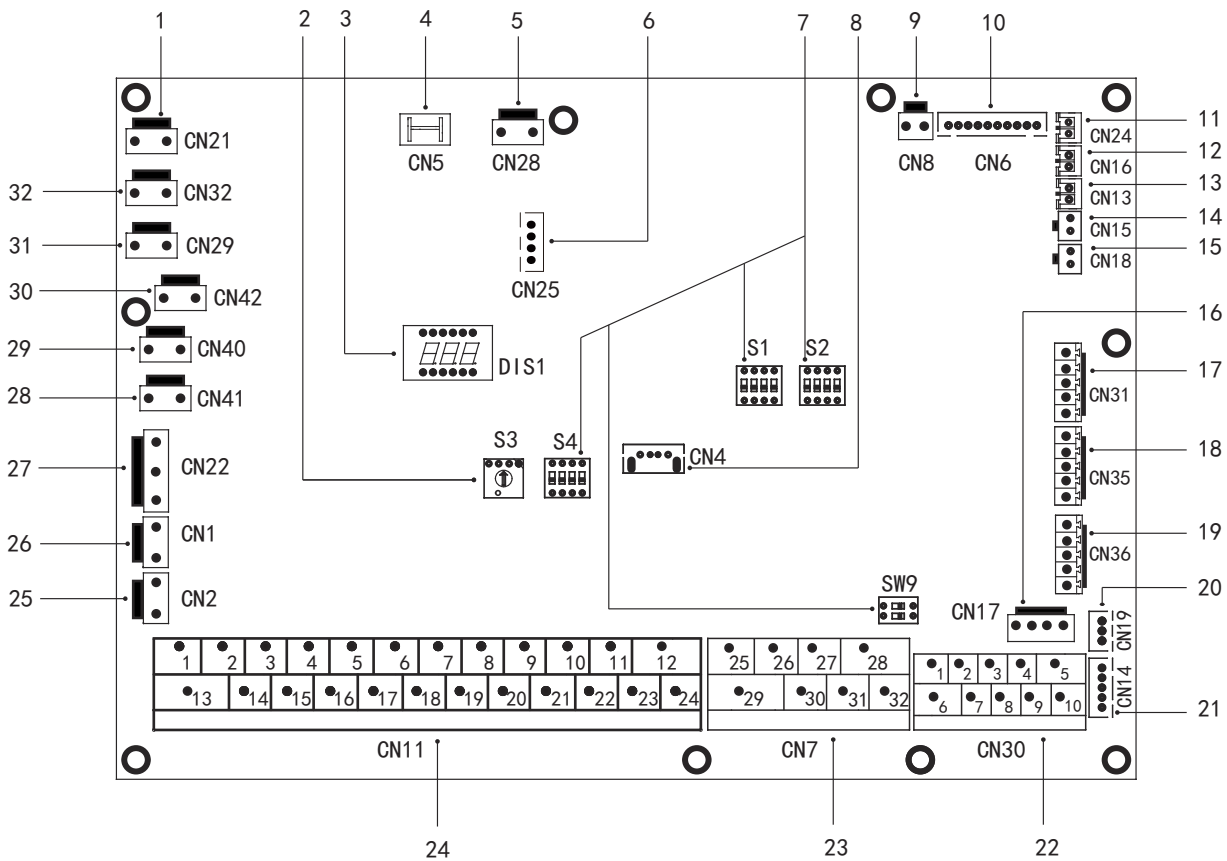 1 2 3 4 5 6 7 8 9 10
CN21
CN5
CN28
CN8
CN6
CN24
11
CN16
12
CN13
13
CN15
14
CN18
15
32
CN32
31
CN29
30
CN42
29
CN40
28
CN41
CN25
DIS1
S1
S2
16
CN31
17
27
CN22
S3
S4
CN4
CN35
18
26
CN1
CN36
19
25
CN2
SW9
CN17
CN19
20
1 2 3 4 5 6 7 8 9 10 11 12
13 14 15 16 17 18 19 20 21 22 23 24
CN11
25 26 27 28
29 30 31 32
CN7
1 2 3 4 5
6 7 8 9 10
CN30
CN14
21
24 23 22